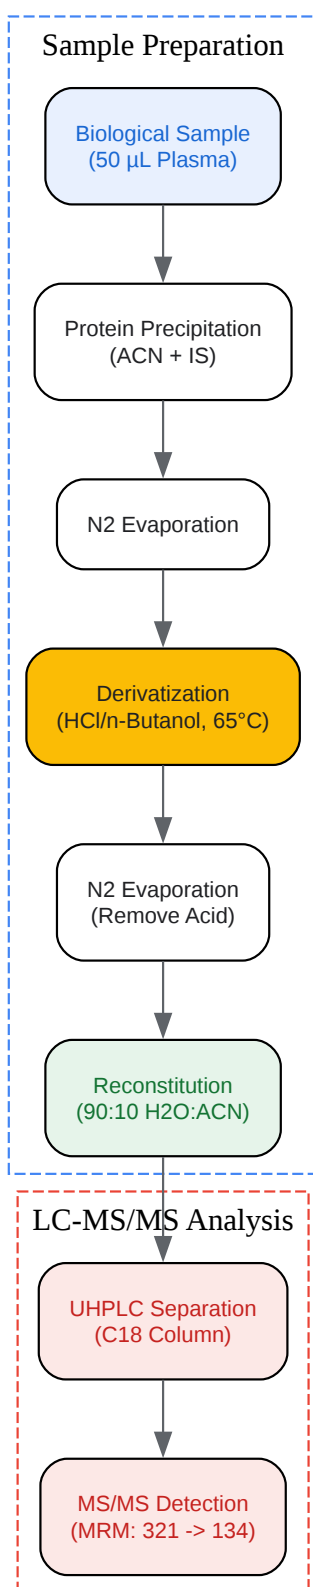 Sample Preparation
Biological Sample
(50 µL Plasma)
Protein Precipitation
(ACN + IS)
N2 Evaporation
Derivatization
(HCl/n-Butanol, 65°C)
N2 Evaporation
(Remove Acid)
Reconstitution
(90:10 H2O:ACN)
LC-MS/MS Analysis
UHPLC Separation
(C18 Column)
MS/MS Detection
(MRM: 321 -> 134)